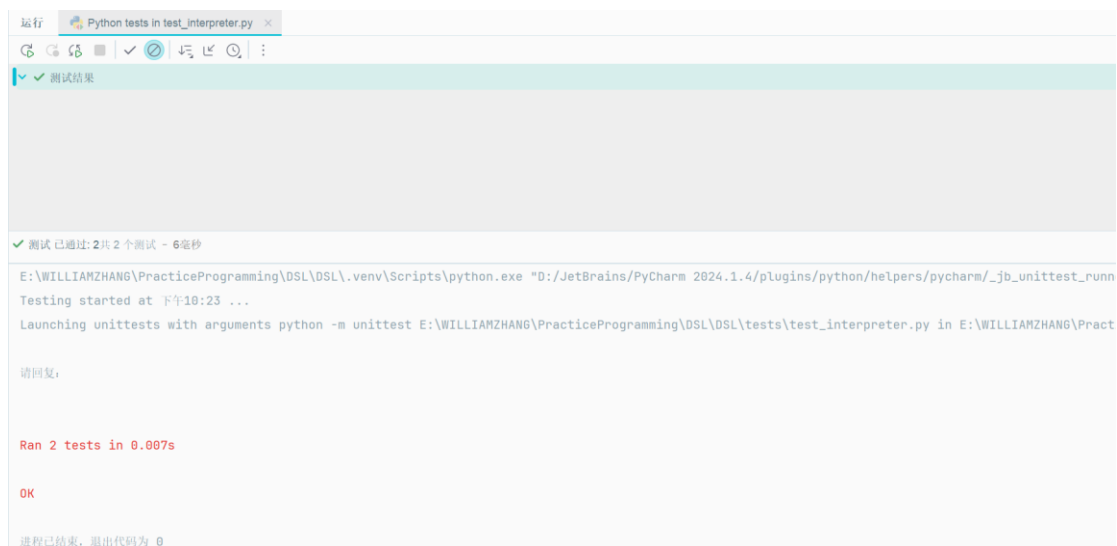 运行 Python tests in test_interpreter.py ×
测试结果
测试 已通过: 2共 2 个测试 - 6毫秒
E:\WILLIAMZHANG\PracticeProgramming\DSL\DSL\.venv\Scripts\python.exe "D:/JetBrains/PyCharm 2024.1.4/plugins/python/helpers/pycharm/_jb_unittest_runn
Testing started at 下午10:23 ...
Launching unittests with arguments python -m unittest E:\WILLIAMZHANG\PracticeProgramming\DSL\DSL\tests\test_interpreter.py in E:\WILLIAMZHANG\Pract
请回复:
Ran 2 tests in 0.007s
OK
进程已结束，退出代码为 0